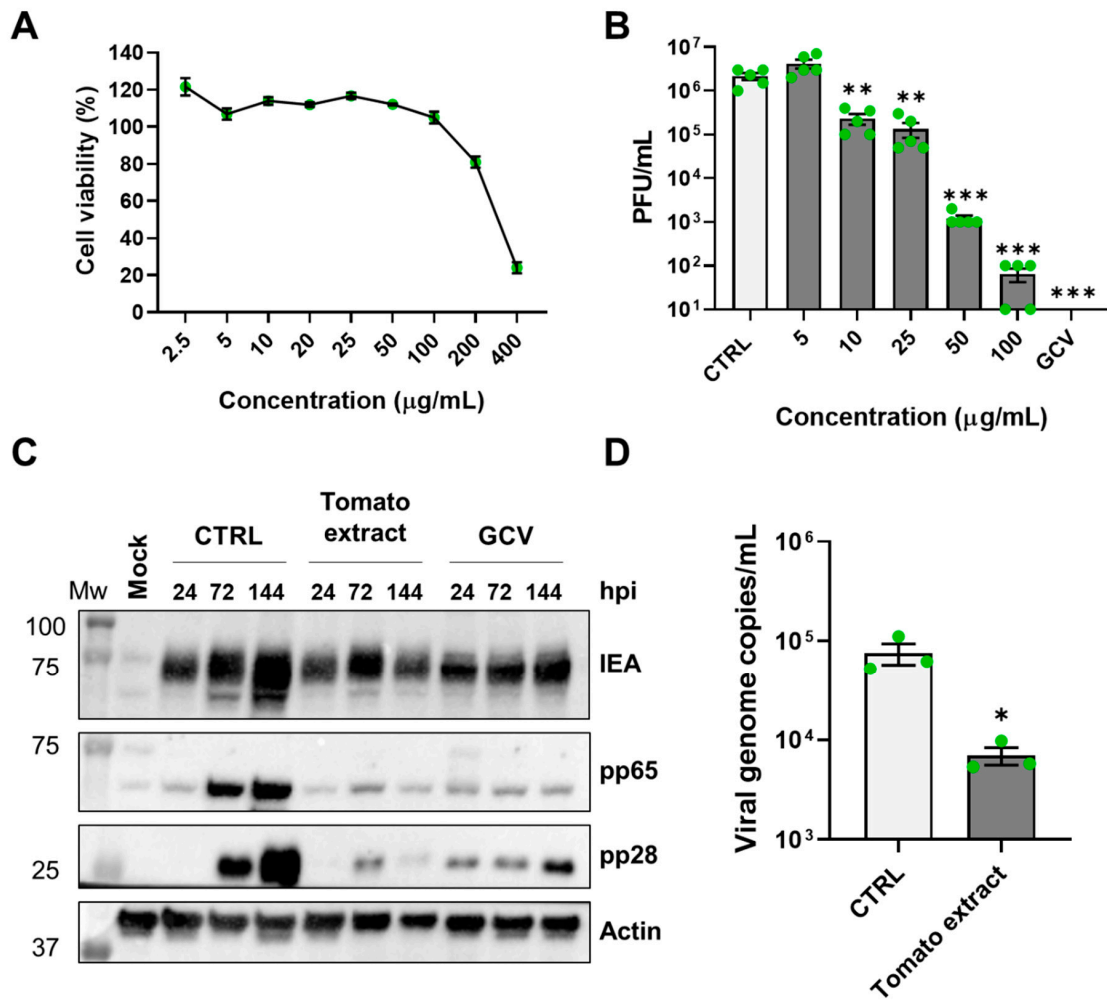 A
140
120
100
80
60
40
20
0
Cell viability (%)
2.5 5 10 20 25 50 100 200 400
Concentration (μg/mL)
B
10⁷
10⁶
10⁵
10⁴
10³
10²
10¹
PFU/mL
** ** *** *** ***
CTRL 5 10 25 50 100 GCV
Concentration (μg/mL)
C
Mw Mock
CTRL
Tomato
extract
GCV
24 72 144 24 72 144 24 72 144 hpi
100
75
IEA
75
pp65
25
pp28
37
Actin
D
10⁶
10⁵
10⁴
10³
Viral genome copies/mL
*
CTRL
Tomato extract